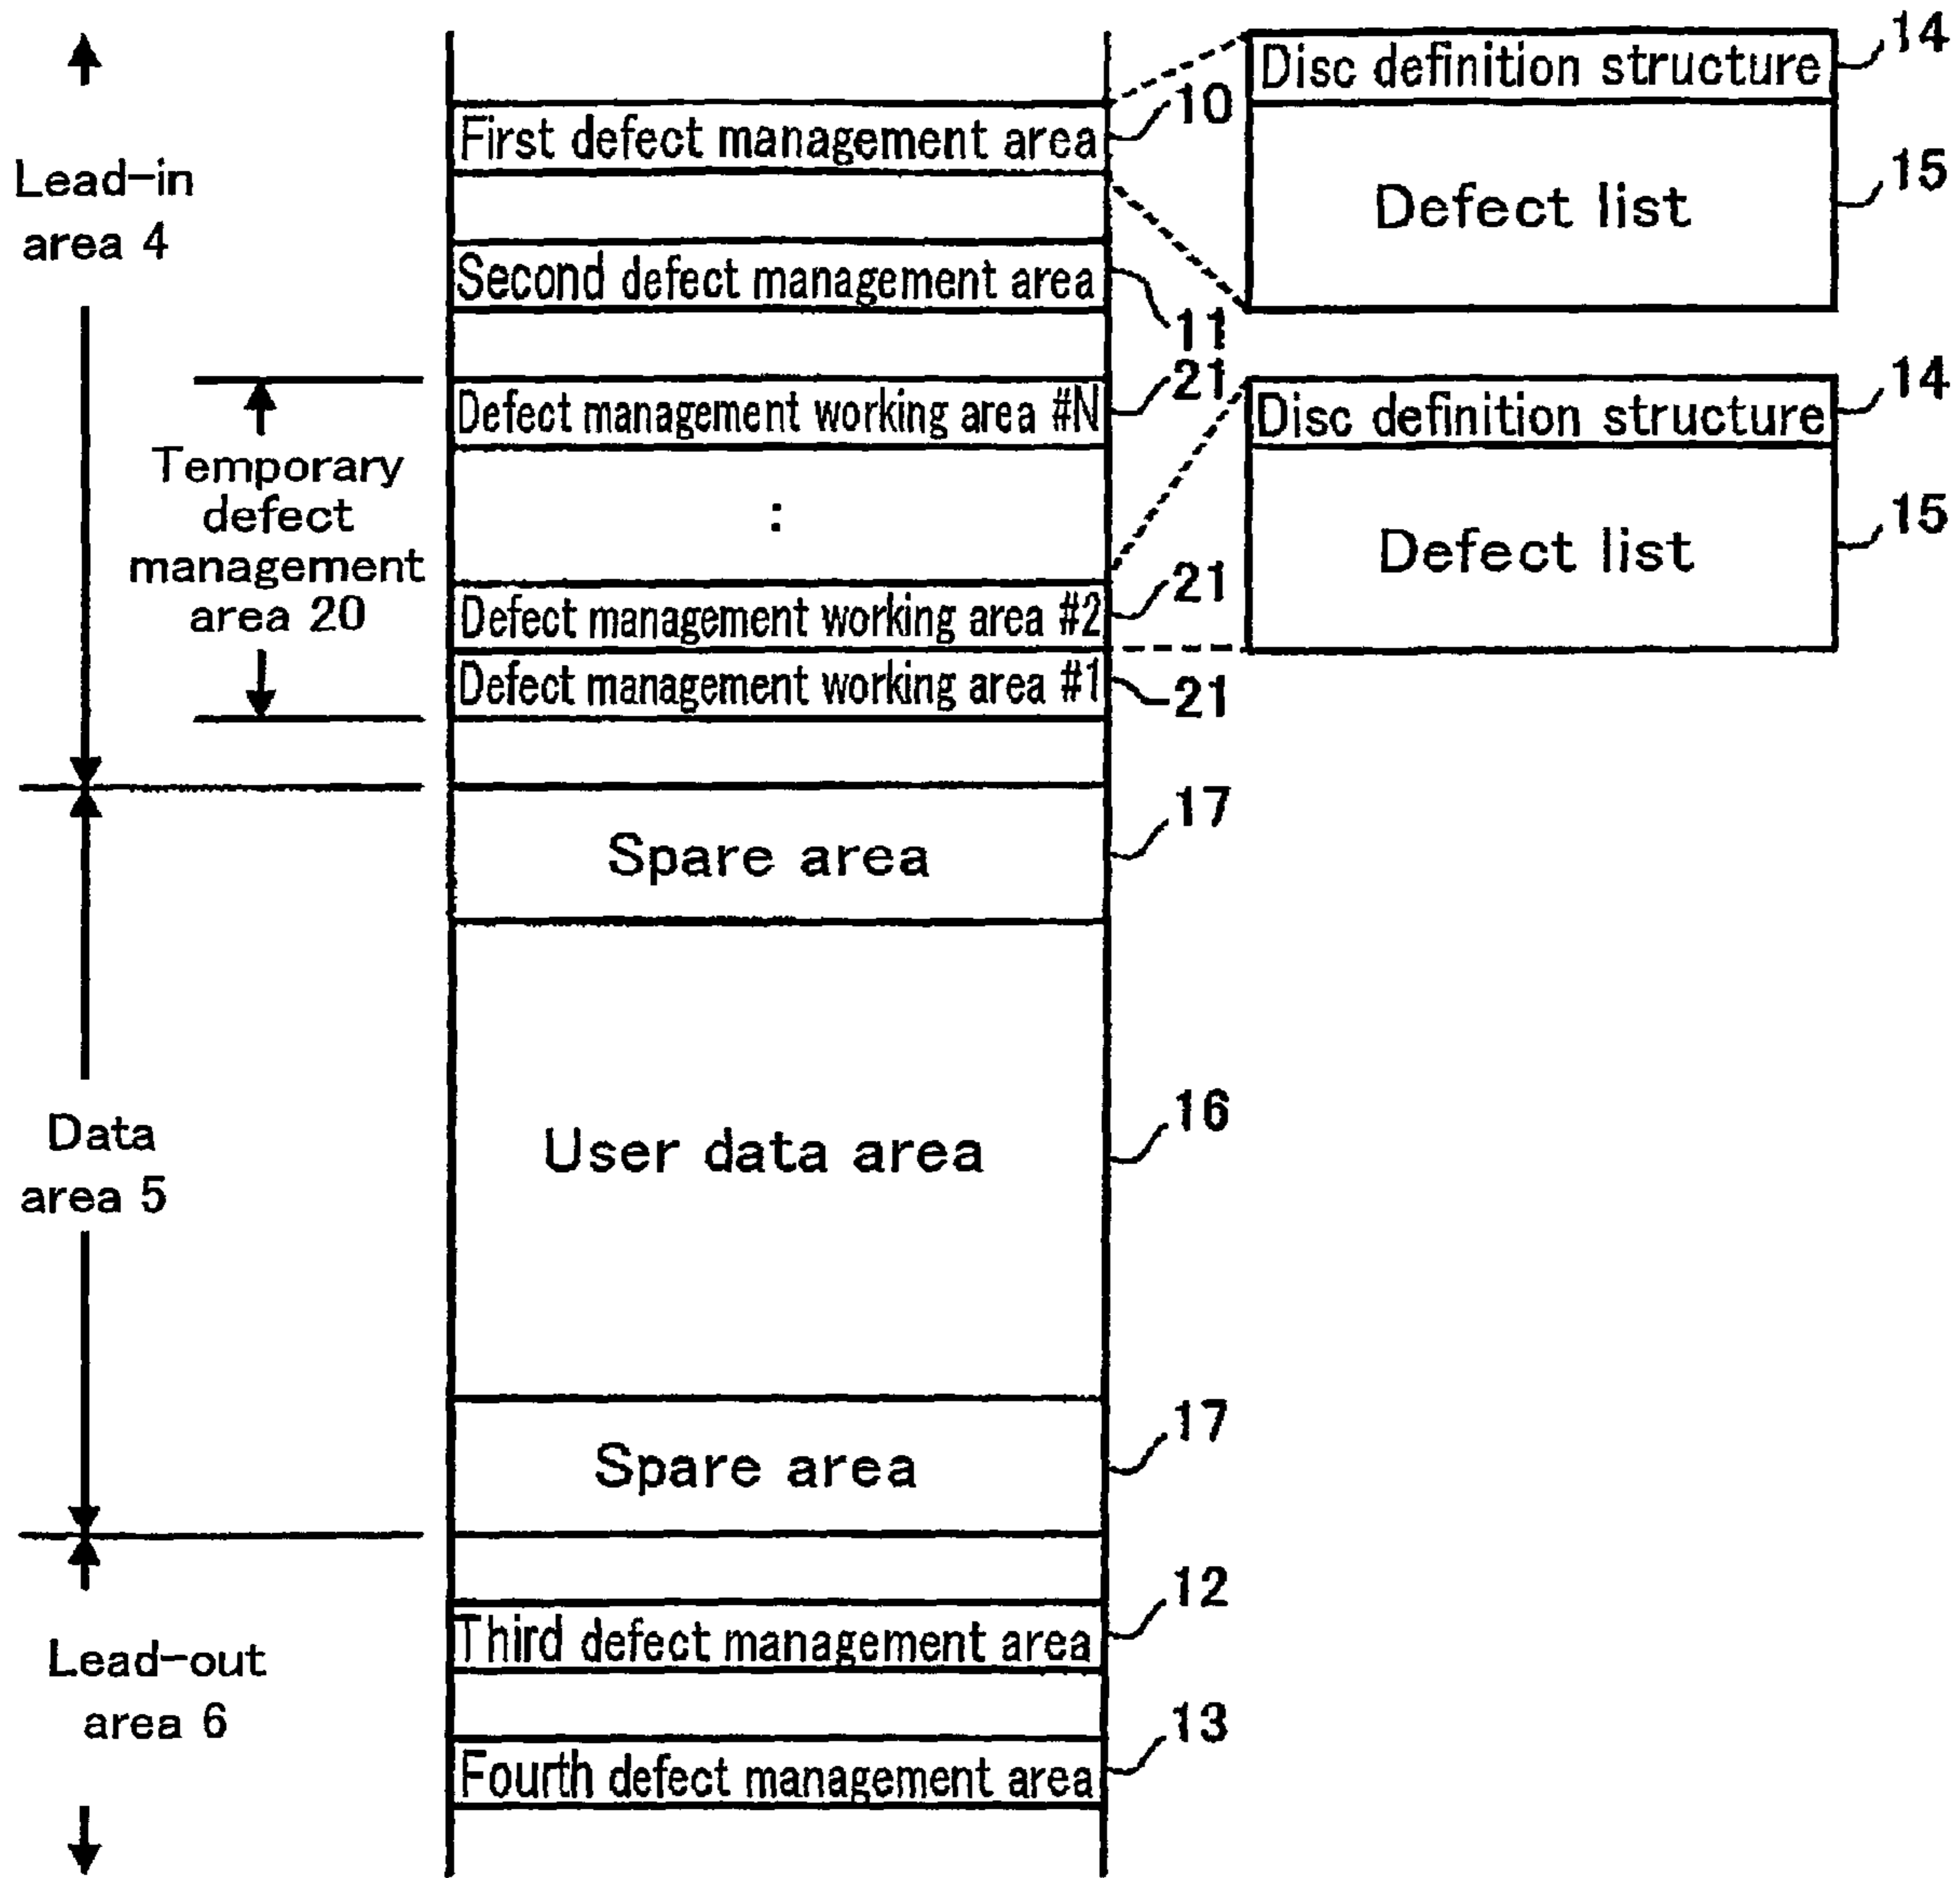 Disc definition structure
14
First defect management area
10
Defect list
15
Lead-in
area 4
Second defect management area
11
Defect management working area #N
21
Disc definition structure
14
Temporary
defect
management
area 20
:
Defect list
15
Defect management working area #2
21
Defect management working area #1
21
Spare area
17
Data
area 5
User data area
16
Spare area
17
Lead-out
area 6
Third defect management area
12
Fourth defect management area
13